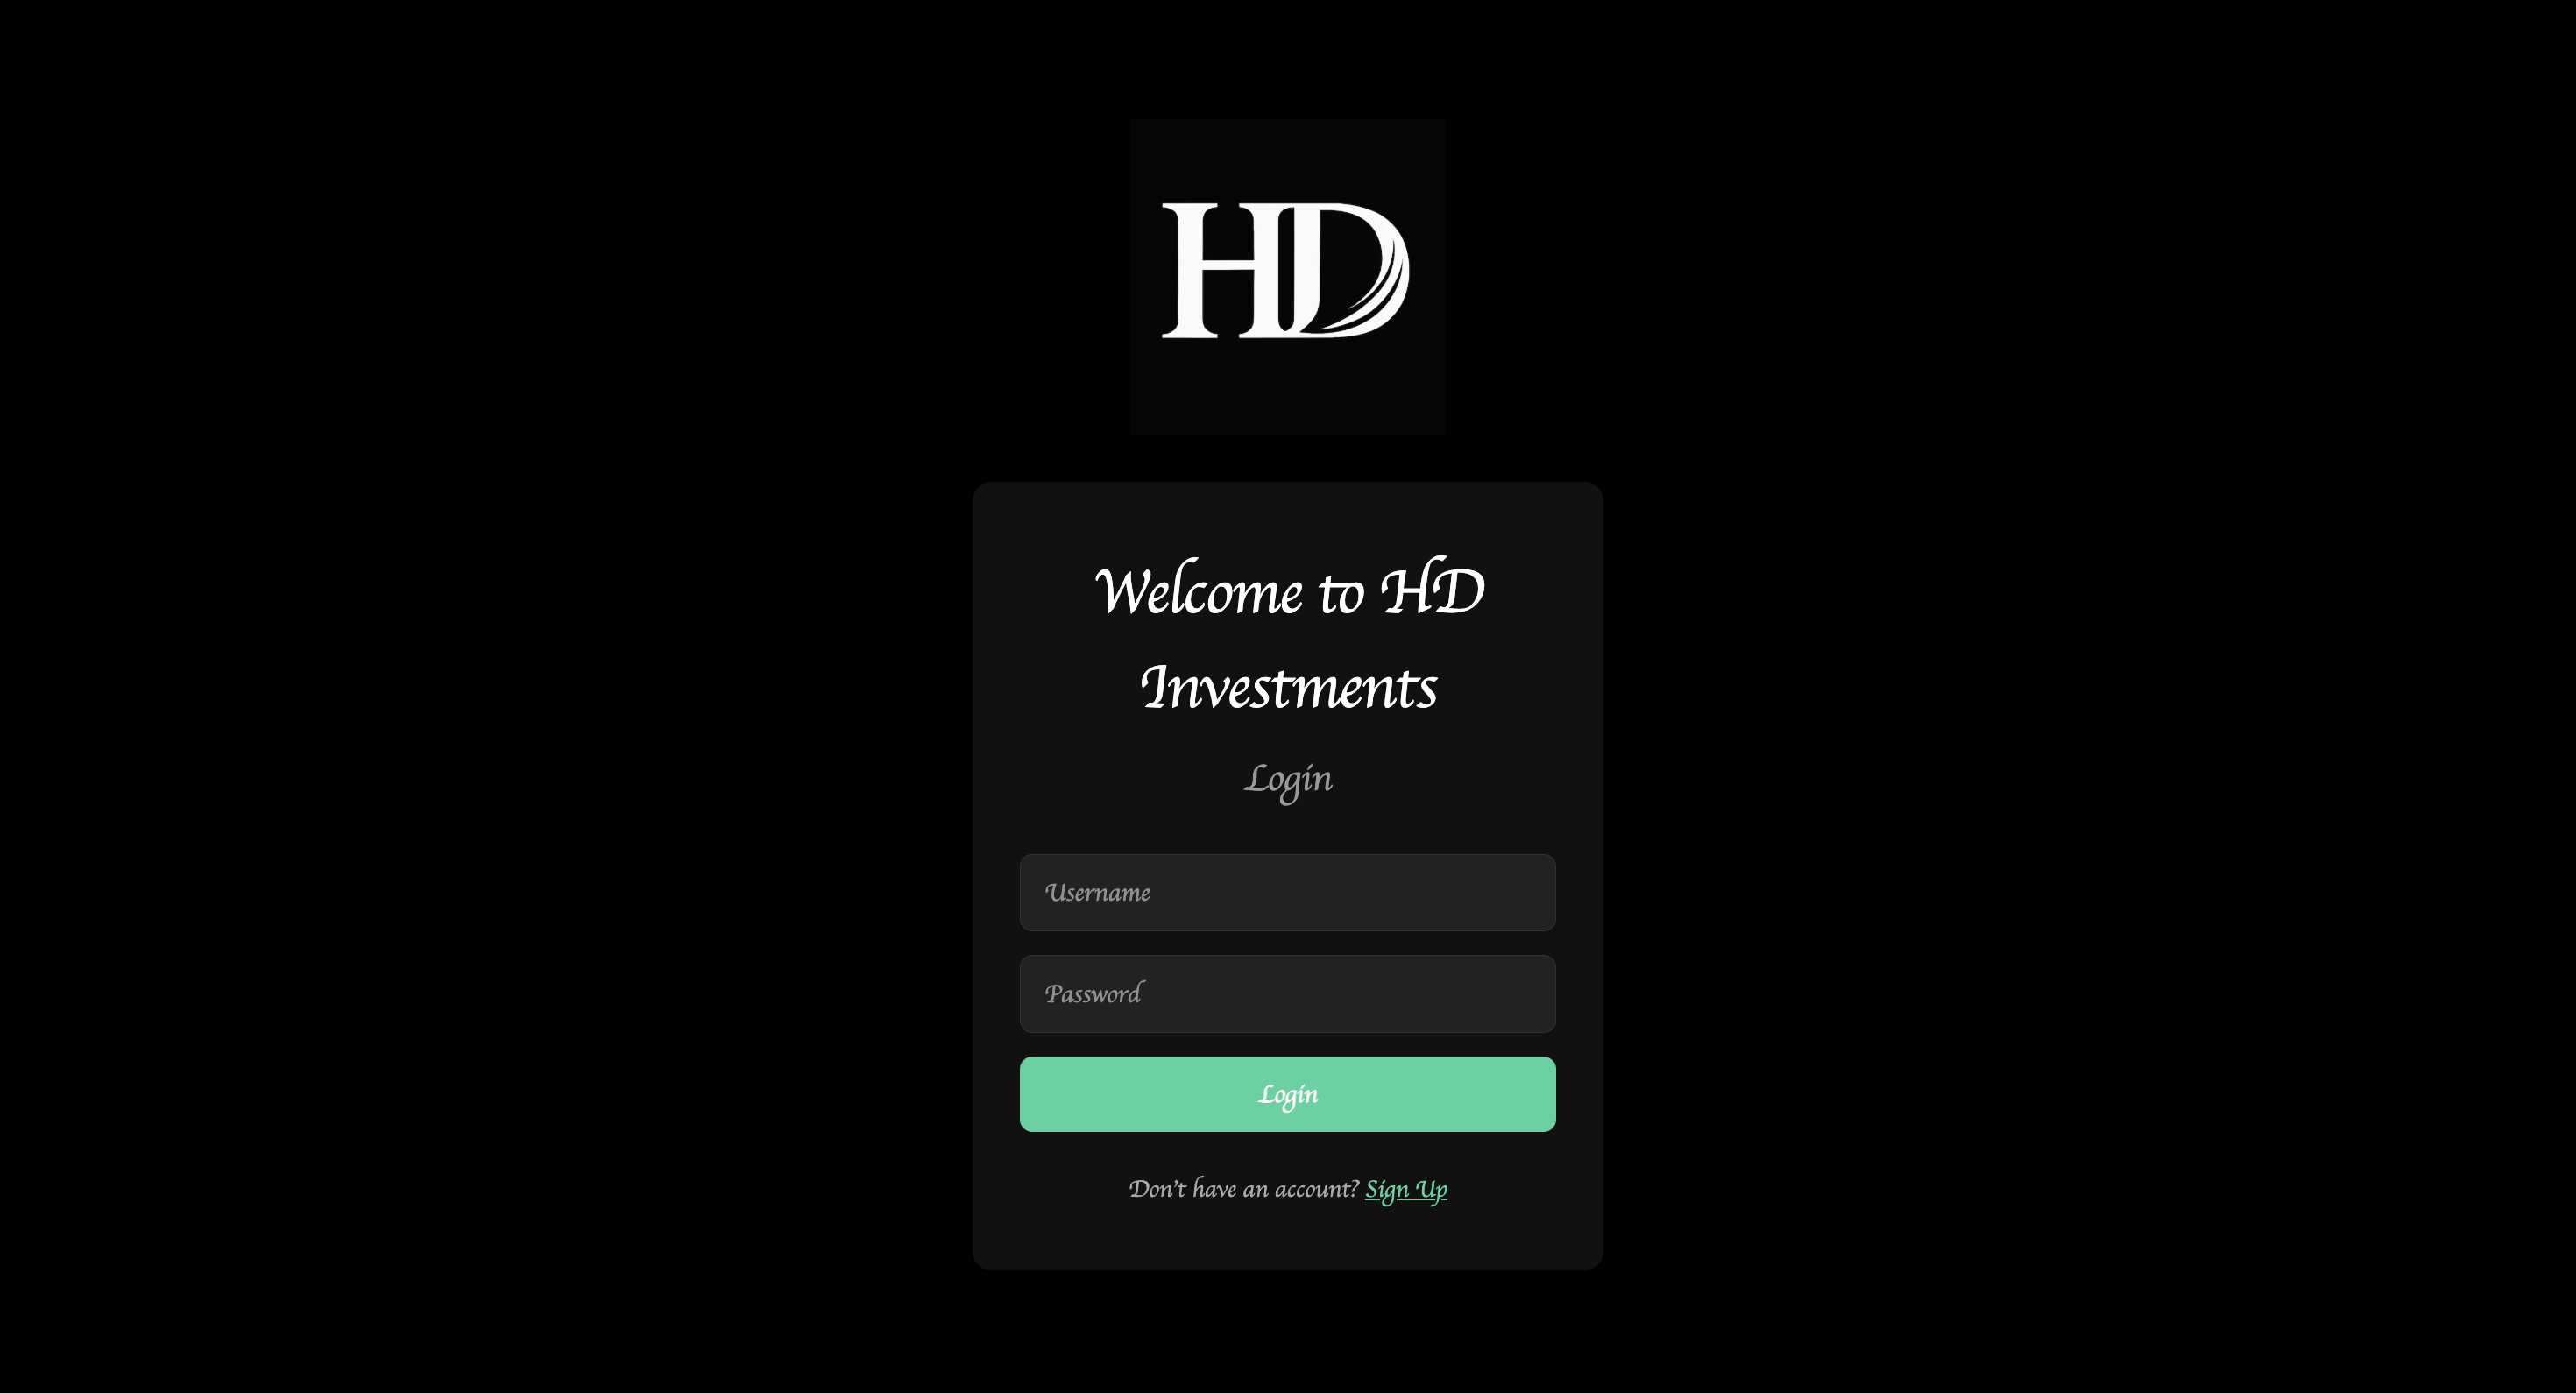 HD
Welcome to HD
Investments
Login
Username
Password
Login
Don't have an account? Sign Up